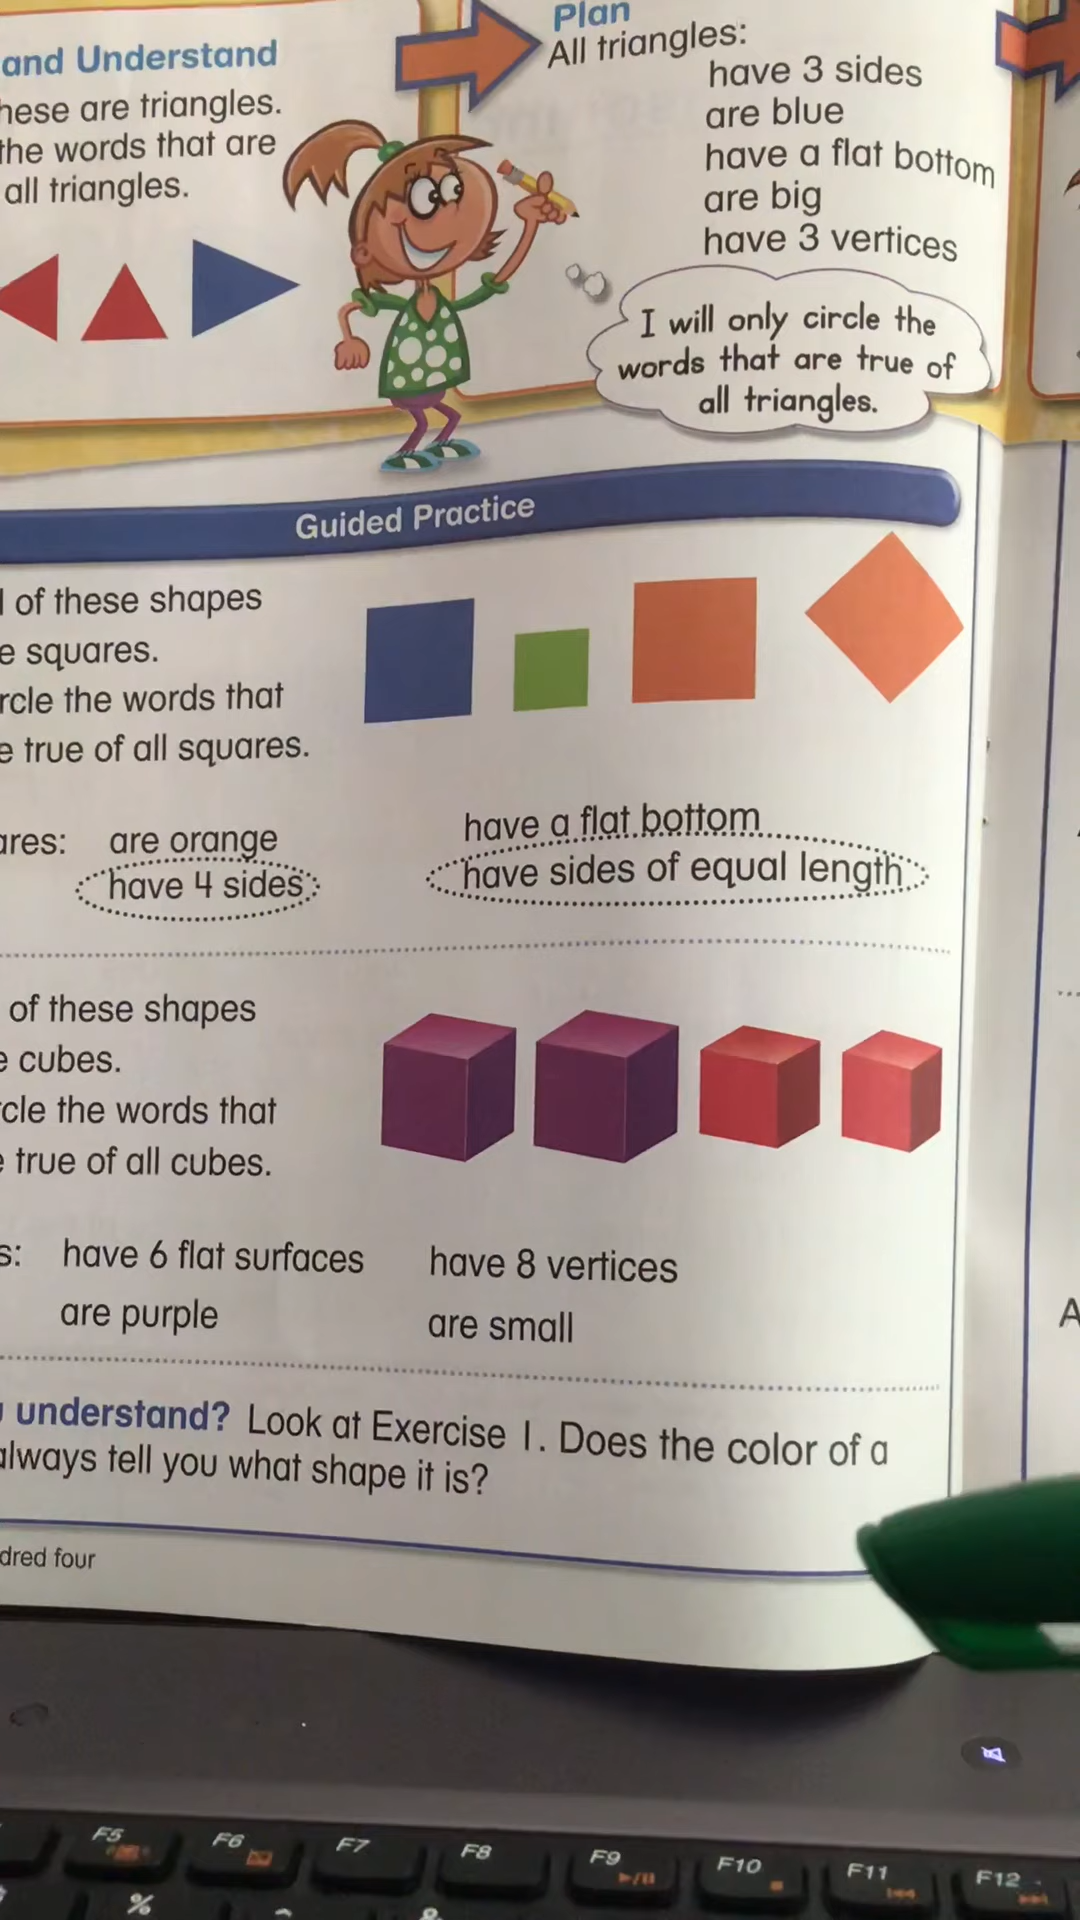 and Understand
these are triangles.
the words that are
all triangles.
Plan
All triangles:
have 3 sides
are blue
have a flat bottom
are big
have 3 vertices
I will only circle the
words that are true of
all triangles.
Guided Practice
of these shapes
squares.
rcle the words that
true of all squares.
ares:
are orange
have 4 sides
have a flat bottom
have sides of equal length
of these shapes
cubes.
cle the words that
true of all cubes.
s:
have 6 flat surfaces
are purple
have 8 vertices
are small
understand? Look at Exercise 1. Does the color of a
always tell you what shape it is?
dred four
A
F5
F6
F7
F8
F9
F10
F11
F12
%
&